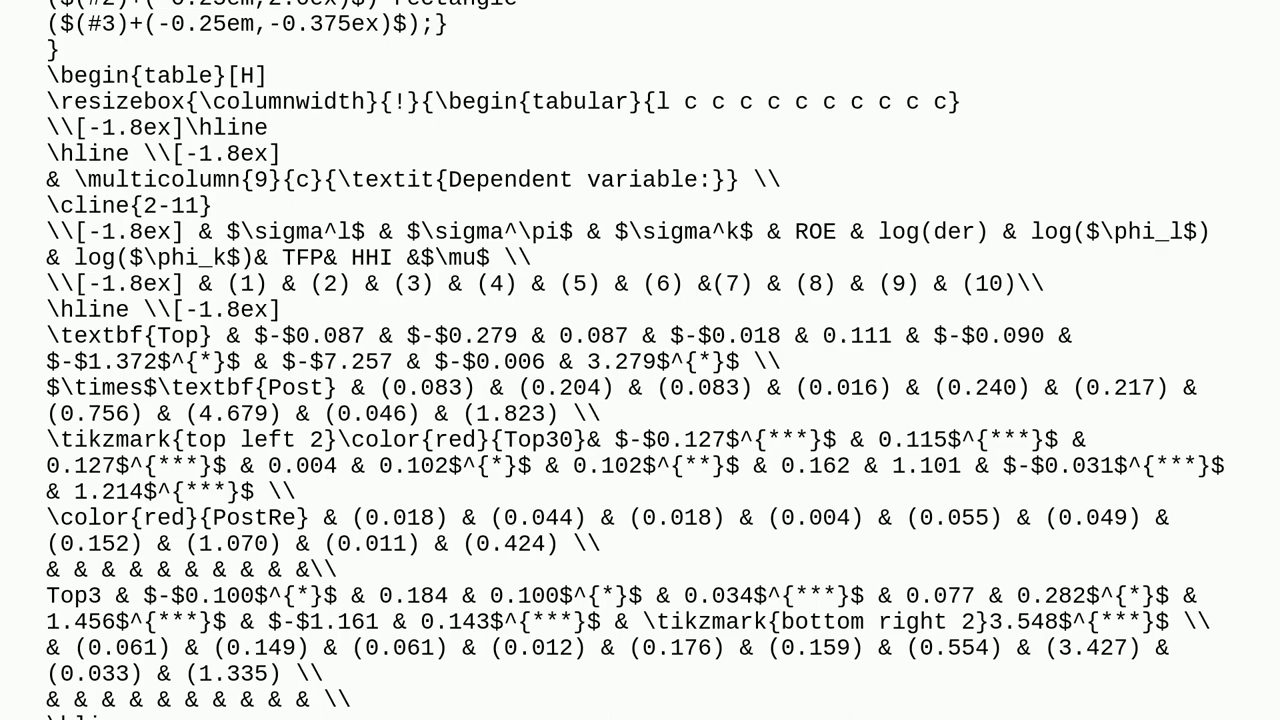 ($(#2)+(-0.25em,2.0ex)$) rectangle
($(#3)+(-0.25em,-0.375ex)$);}
}
\begin{table}[H]
\resizebox{\columnwidth}{!}{\begin{tabular}{l c c c c c c c c c c}
\\[-1.8ex]\hline
\hline \\[-1.8ex]
& \multicolumn{9}{c}{\textit{Dependent variable:}} \\
\cline{2-11}
\\[-1.8ex] & $\sigma^l$ & $\sigma^\pi$ & $\sigma^k$ & ROE & log(der) & log($\phi_l$)
& log($\phi_k$)& TFP& HHI &$\mu$ \\
\\[-1.8ex] & (1) & (2) & (3) & (4) & (5) & (6) &(7) & (8) & (9) & (10)\\
\hline \\[-1.8ex]
\textbf{Top} & $-$0.087 & $-$0.279 & 0.087 & $-$0.018 & 0.111 & $-$0.090 &
$-$1.372$^{*}$ & $-$7.257 & $-$0.006 & 3.279$^{*}$ \\
$\times$\textbf{Post} & (0.083) & (0.204) & (0.083) & (0.016) & (0.240) & (0.217) &
(0.756) & (4.679) & (0.046) & (1.823) \\
\tikzmark{top left 2}\color{red}{Top30}& $-$0.127$^{***}$ & 0.115$^{***}$ &
0.127$^{***}$ & 0.004 & 0.102$^{*}$ & 0.102$^{**}$ & 0.162 & 1.101 & $-$0.031$^{***}$
& 1.214$^{***}$ \\
\color{red}{PostRe} & (0.018) & (0.044) & (0.018) & (0.004) & (0.055) & (0.049) &
(0.152) & (1.070) & (0.011) & (0.424) \\
& & & & & & & & & &\\
Top3 & $-$0.100$^{*}$ & 0.184 & 0.100$^{*}$ & 0.034$^{***}$ & 0.077 & 0.282$^{*}$ &
1.456$^{***}$ & $-$1.161 & 0.143$^{***}$ & \tikzmark{bottom right 2}3.548$^{***}$ \\
& (0.061) & (0.149) & (0.061) & (0.012) & (0.176) & (0.159) & (0.554) & (3.427) &
(0.033) & (1.335) \\
& & & & & & & & & & \\